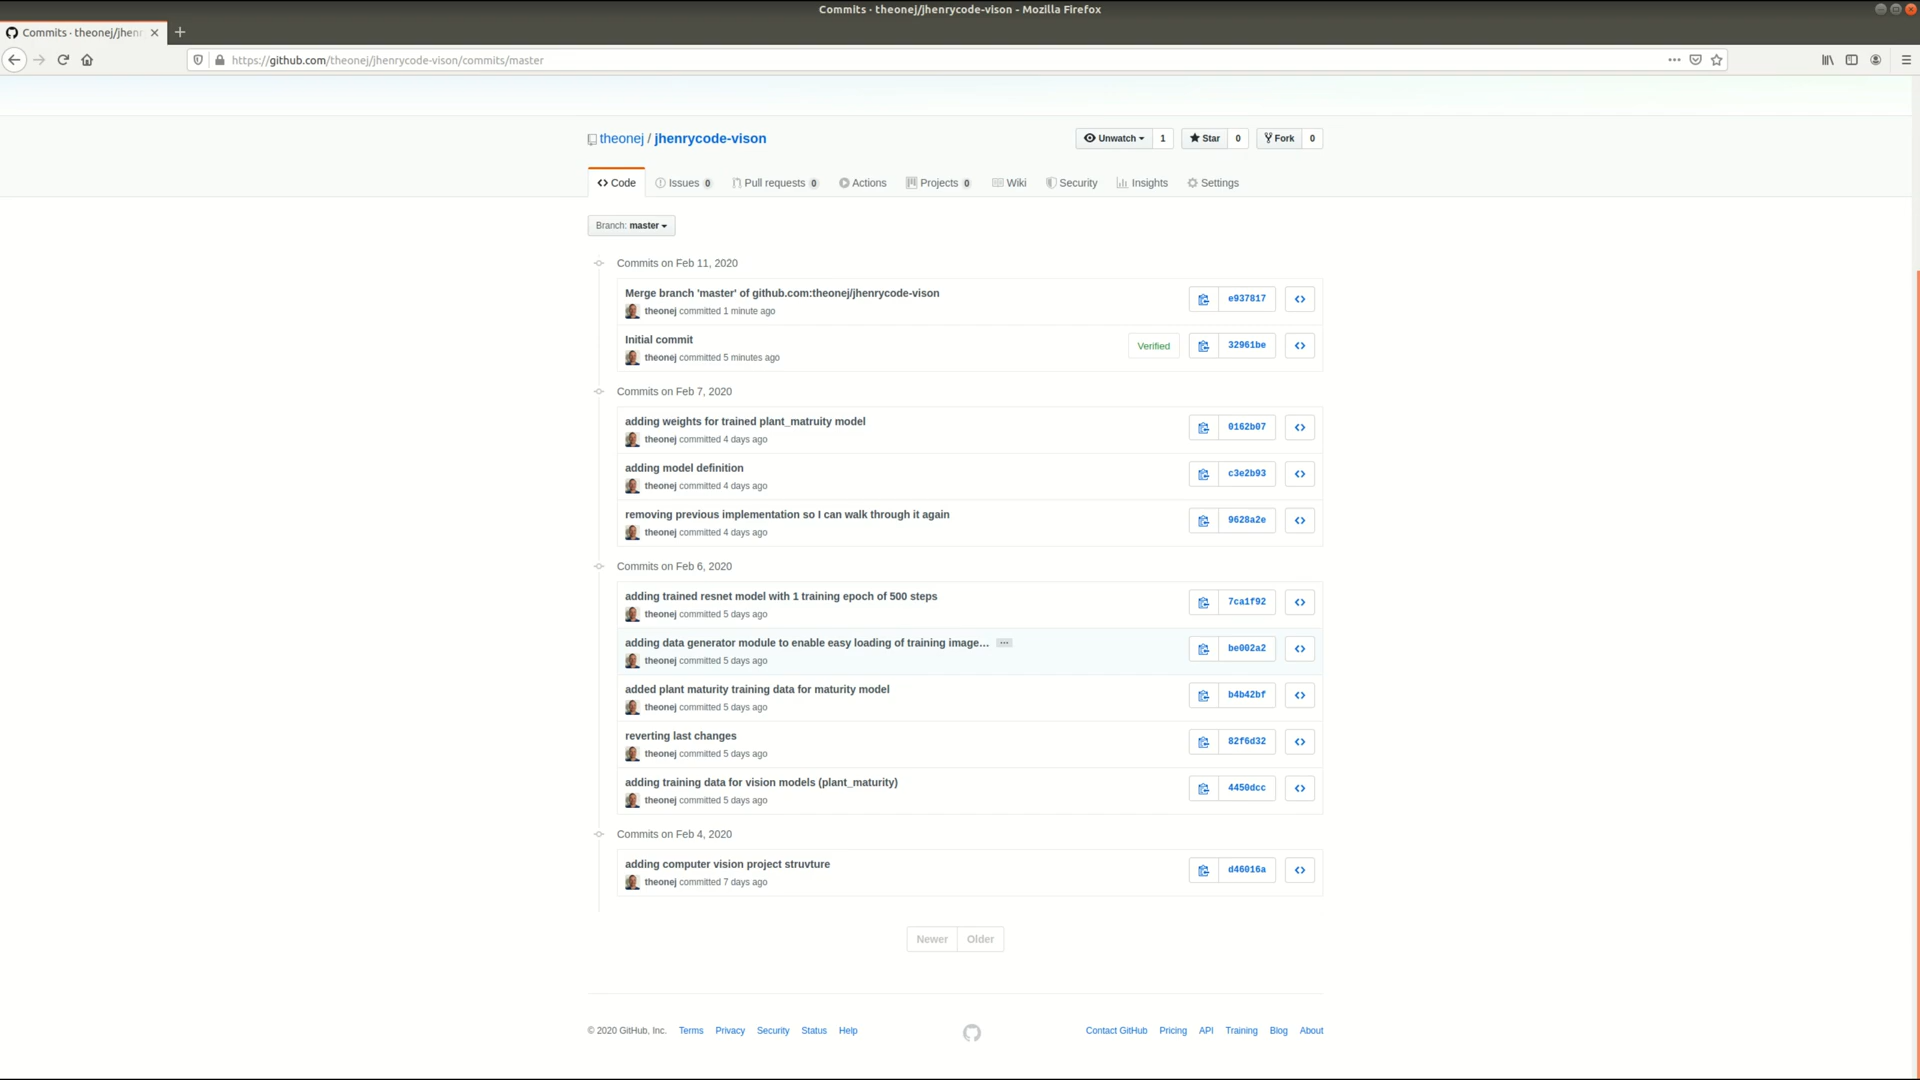 Commits · theonej/jhenrycode-vison - Mozilla Firefox
Commits · theonej/jhenr
https://github.com/theonej/jhenrycode-vison/commits/master
theonej / jhenrycode-vison
Unwatch 1 Star 0 Fork 0
Code Issues 0 Pull requests 0 Actions Projects 0 Wiki Security Insights Settings
Branch: master
Commits on Feb 11, 2020
Merge branch 'master' of github.com:theonej/jhenrycode-vison
theonej committed 1 minute ago
e937817
Initial commit
theonej committed 5 minutes ago
Verified 32961be
Commits on Feb 7, 2020
adding weights for trained plant_matruity model
theonej committed 4 days ago
0162b07
adding model definition
theonej committed 4 days ago
c3e2b93
removing previous implementation so I can walk through it again
theonej committed 4 days ago
9628a2e
Commits on Feb 6, 2020
adding trained resnet model with 1 training epoch of 500 steps
theonej committed 5 days ago
7ca1f92
adding data generator module to enable easy loading of training image… …
theonej committed 5 days ago
be002a2
added plant maturity training data for maturity model
theonej committed 5 days ago
b4b42bf
reverting last changes
theonej committed 5 days ago
82f6d32
adding training data for vision models (plant_maturity)
theonej committed 5 days ago
4450dcc
Commits on Feb 4, 2020
adding computer vision project struvture
theonej committed 7 days ago
d46016a
Newer Older
© 2020 GitHub, Inc. Terms Privacy Security Status Help
Contact GitHub Pricing API Training Blog About